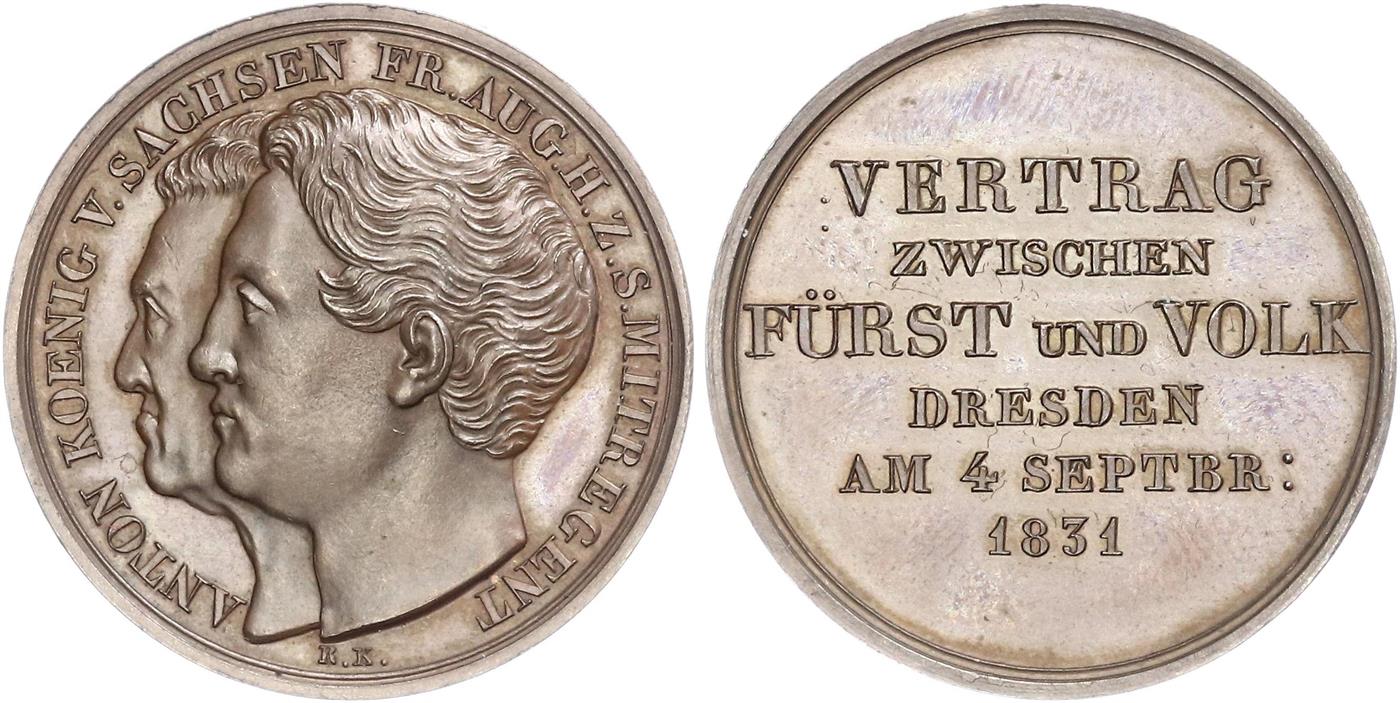 ANTON KOENIG V. SACHSEN FR. AUG. H. Z. S. MITREGENT
R.K.
VERTRAG
ZWISCHEN
FÜRST UND VOLK
DRESDEN
AM 4 SEPTBR:
1831